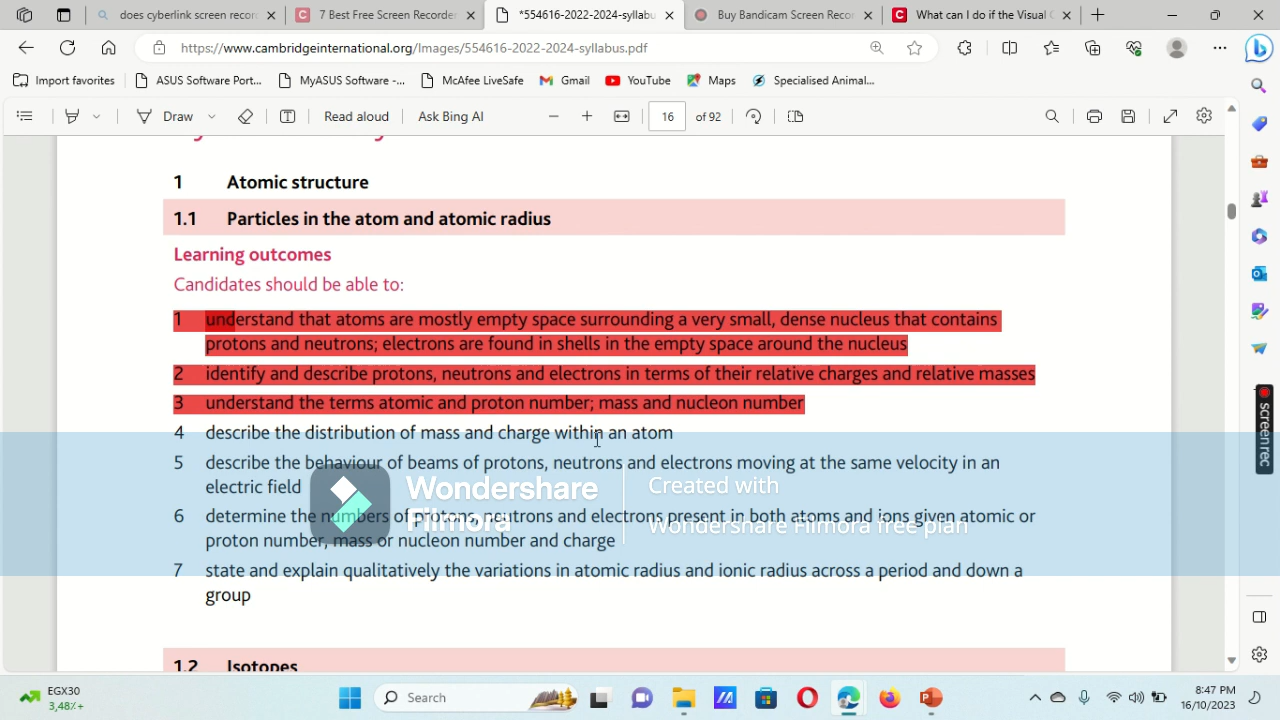 does cyberlink screen record
7 Best Free Screen Recorder
*554616-2022-2024-syllabu
Buy Bandicam Screen Reco
What can I do if the Visual C
https://www.cambridgeinternational.org/Images/554616-2022-2024-syllabus.pdf
Import favorites
ASUS Software Port...
MyASUS Software -...
McAfee LiveSafe
Gmail
YouTube
Maps
Specialised Animal...
Draw
Read aloud
Ask Bing AI
16 of 92
1 Atomic structure
1.1 Particles in the atom and atomic radius
Learning outcomes
Candidates should be able to:
1 understand that atoms are mostly empty space surrounding a very small, dense nucleus that contains
protons and neutrons; electrons are found in shells in the empty space around the nucleus
2 identify and describe protons, neutrons and electrons in terms of their relative charges and relative masses
3 understand the terms atomic and proton number; mass and nucleon number
4 describe the distribution of mass and charge within an atom
5 describe the behaviour of beams of protons, neutrons and electrons moving at the same velocity in an
electric field
6 determine the numbers of protons, neutrons and electrons present in both atoms and ions given atomic or
proton number, mass or nucleon number and charge
7 state and explain qualitatively the variations in atomic radius and ionic radius across a period and down a
group
1.2 Isotopes
Wondershare
Filmora
Created with
Wondershare Filmora free plan
screen rec
EGX30
3,48%
Search
8:47 PM
16/10/2023